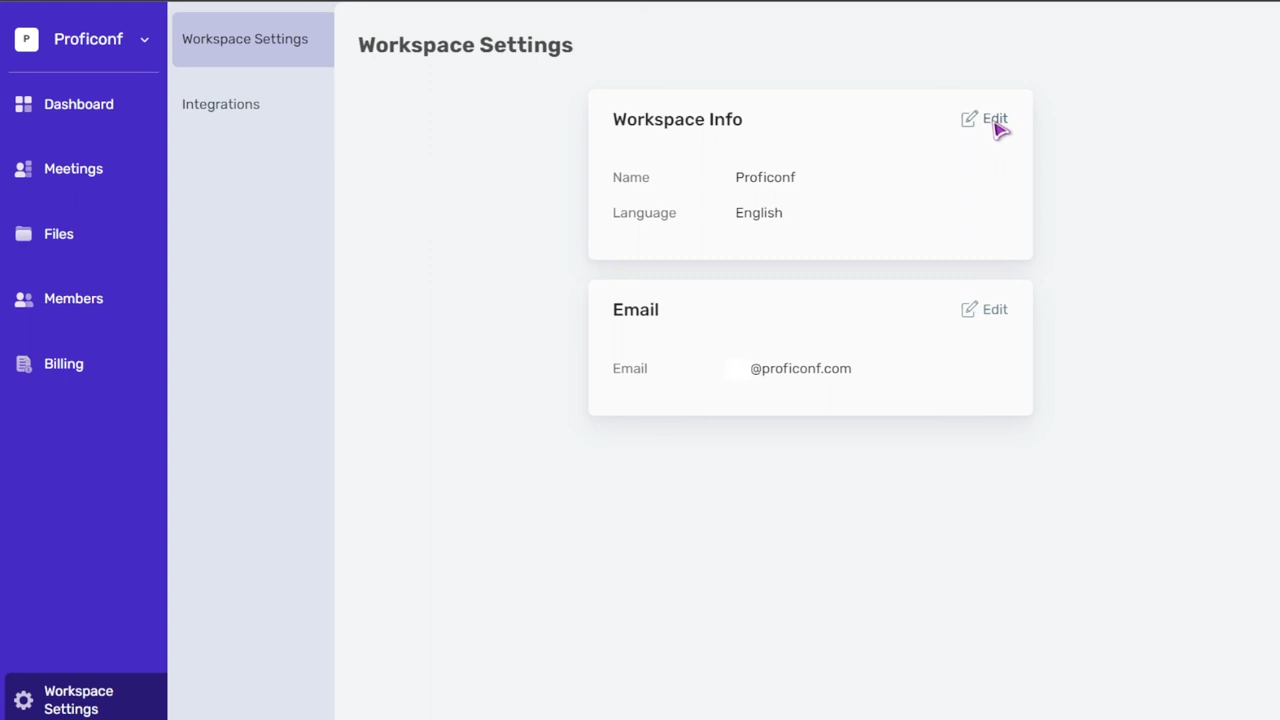 P Proficonf
Dashboard
Meetings
Files
Members
Billing
Workspace
Settings
Workspace Settings
Integrations
Workspace Settings
Workspace Info Edit
Name Proficonf
Language English
Email Edit
Email @proficonf.com